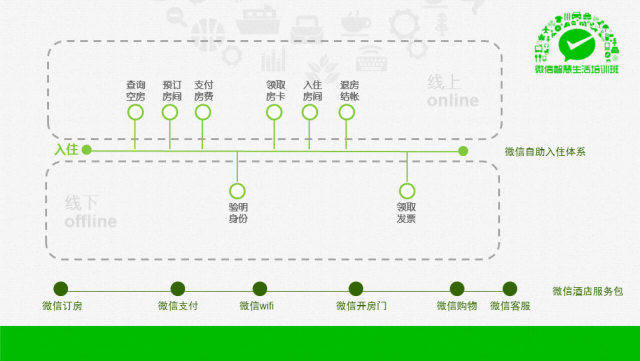 微信智慧生活培训班
查询
空房
预订
房间
支付
房费
领取
房卡
入住
房间
退房
结帐
线上
online
入住
微信自助入住体系
线下
offline
验明
身份
领取
发票
微信订房
微信支付
微信wifi
微信开房门
微信购物
微信客服
微信酒店服务包